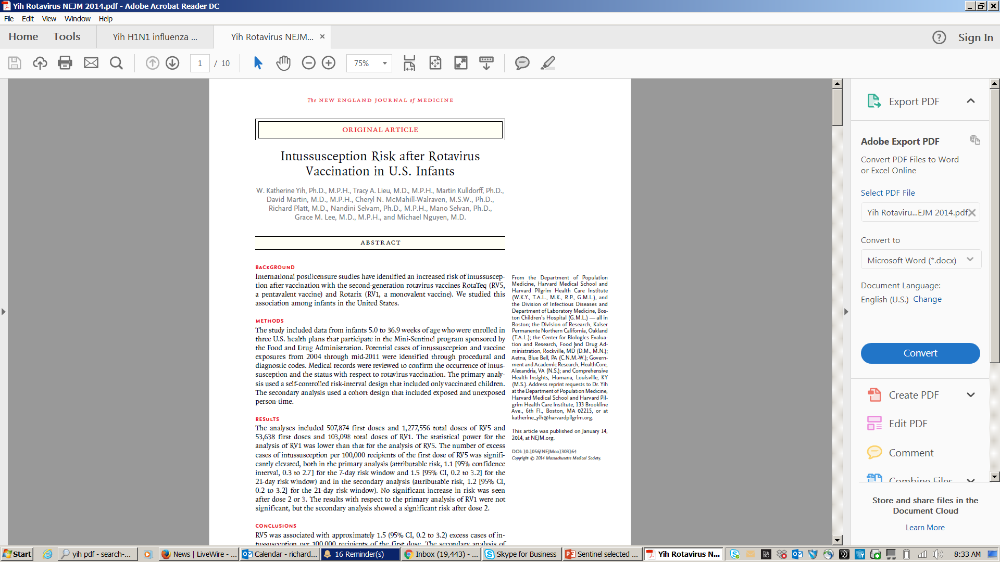 Yih Rotavirus NEJM 2014.pdf - Adobe Acrobat Reader DC
File Edit View Window Help
Home Tools Yih H1N1 influenza ... Yih Rotavirus NEJM... × ? Sign In
1 / 10 75%
The NEW ENGLAND JOURNAL of MEDICINE
ORIGINAL ARTICLE
Intussusception Risk after Rotavirus
Vaccination in U.S. Infants
W. Katherine Yih, Ph.D., M.P.H., Tracy A. Lieu, M.D., M.P.H., Martin Kulldorff, Ph.D.,
David Martin, M.D., M.P.H., Cheryl N. McMahill-Walraven, M.S.W., Ph.D.,
Richard Platt, M.D., Nandini Selvam, Ph.D., M.P.H., Mano Selvan, Ph.D.,
Grace M. Lee, M.D., M.P.H., and Michael Nguyen, M.D.
ABSTRACT
BACKGROUND
International postlicensure studies have identified an increased risk of intussuscep-
tion after vaccination with the second-generation rotavirus vaccines RotaTeq (RV5,
a pentavalent vaccine) and Rotarix (RV1, a monovalent vaccine). We studied this
association among infants in the United States.
METHODS
The study included data from infants 5.0 to 36.9 weeks of age who were enrolled in
three U.S. health plans that participate in the Mini-Sentinel program sponsored by
the Food and Drug Administration. Potential cases of intussusception and vaccine
exposures from 2004 through mid-2011 were identified through procedural and
diagnostic codes. Medical records were reviewed to confirm the occurrence of intus-
susception and the status with respect to rotavirus vaccination. The primary analy-
sis used a self-controlled risk-interval design that included only vaccinated children.
The secondary analysis used a cohort design that included exposed and unexposed
person-time.
RESULTS
The analyses included 507,874 first doses and 1,277,556 total doses of RV5 and
53,638 first doses and 103,098 total doses of RV1. The statistical power for the
analysis of RV1 was lower than that for the analysis of RV5. The number of excess
cases of intussusception per 100,000 recipients of the first dose of RV5 was signifi-
cantly elevated, both in the primary analysis (attributable risk, 1.1 [95% confidence
interval, 0.3 to 2.7] for the 7-day risk window and 1.5 [95% CI, 0.2 to 3.2] for the
21-day risk window) and in the secondary analysis (attributable risk, 1.2 [95% CI,
0.2 to 3.2] for the 21-day risk window). No significant increase in risk was seen
after dose 2 or 3. The results with respect to the primary analysis of RV1 were not
significant, but the secondary analysis showed a significant risk after dose 2.
CONCLUSIONS
RV5 was associated with approximately 1.5 (95% CI, 0.2 to 3.2) excess cases of in-
tussusception per 100,000 recipients of the first dose. The secondary analysis of
From the Department of Population
Medicine, Harvard Medical School and
Harvard Pilgrim Health Care Institute
(W.K.Y., T.A.L., M.K., R.P., G.M.L.), and
the Division of Infectious Diseases and
Department of Laboratory Medicine, Bos-
ton Children's Hospital (G.M.L.) — all in
Boston; the Division of Research, Kaiser
Permanente Northern California, Oakland
(T.A.L.); the Center for Biologics Evalua-
tion and Research, Food and Drug Ad-
ministration, Rockville, MD (D.M., M.N.);
Aetna, Blue Bell, PA (C.N.M.-W.); Govern-
ment and Academic Research, HealthCore,
Alexandria, VA (N.S.); and Comprehensive
Health Insights, Humana, Louisville, KY
(M.S.). Address reprint requests to Dr. Yih
at the Department of Population Medicine,
Harvard Medical School and Harvard Pil-
grim Health Care Institute, 133 Brookline
Ave., 6th Fl., Boston, MA 02215, or at
katherine_yih@harvardpilgrim.org.
This article was published on January 14,
2014, at NEJM.org.
DOI: 10.1056/NEJMoa1303164
Copyright © 2014 Massachusetts Medical Society.
Export PDF
Adobe Export PDF
Convert PDF Files to Word
or Excel Online
Select PDF File
Yih Rotaviru...EJM 2014.pdf
Convert to
Microsoft Word (*.docx)
Document Language:
English (U.S.) Change
Convert
Create PDF
Edit PDF
Comment
Combine Files
Store and share files in the
Document Cloud
Learn More
Start yih pdf - search-... News | LiveWire - ... Calendar - richard... 16 Reminder(s) Inbox (19,443) - ... Skype for Business Sentinel selected ... Yih Rotavirus N... 8:33 AM